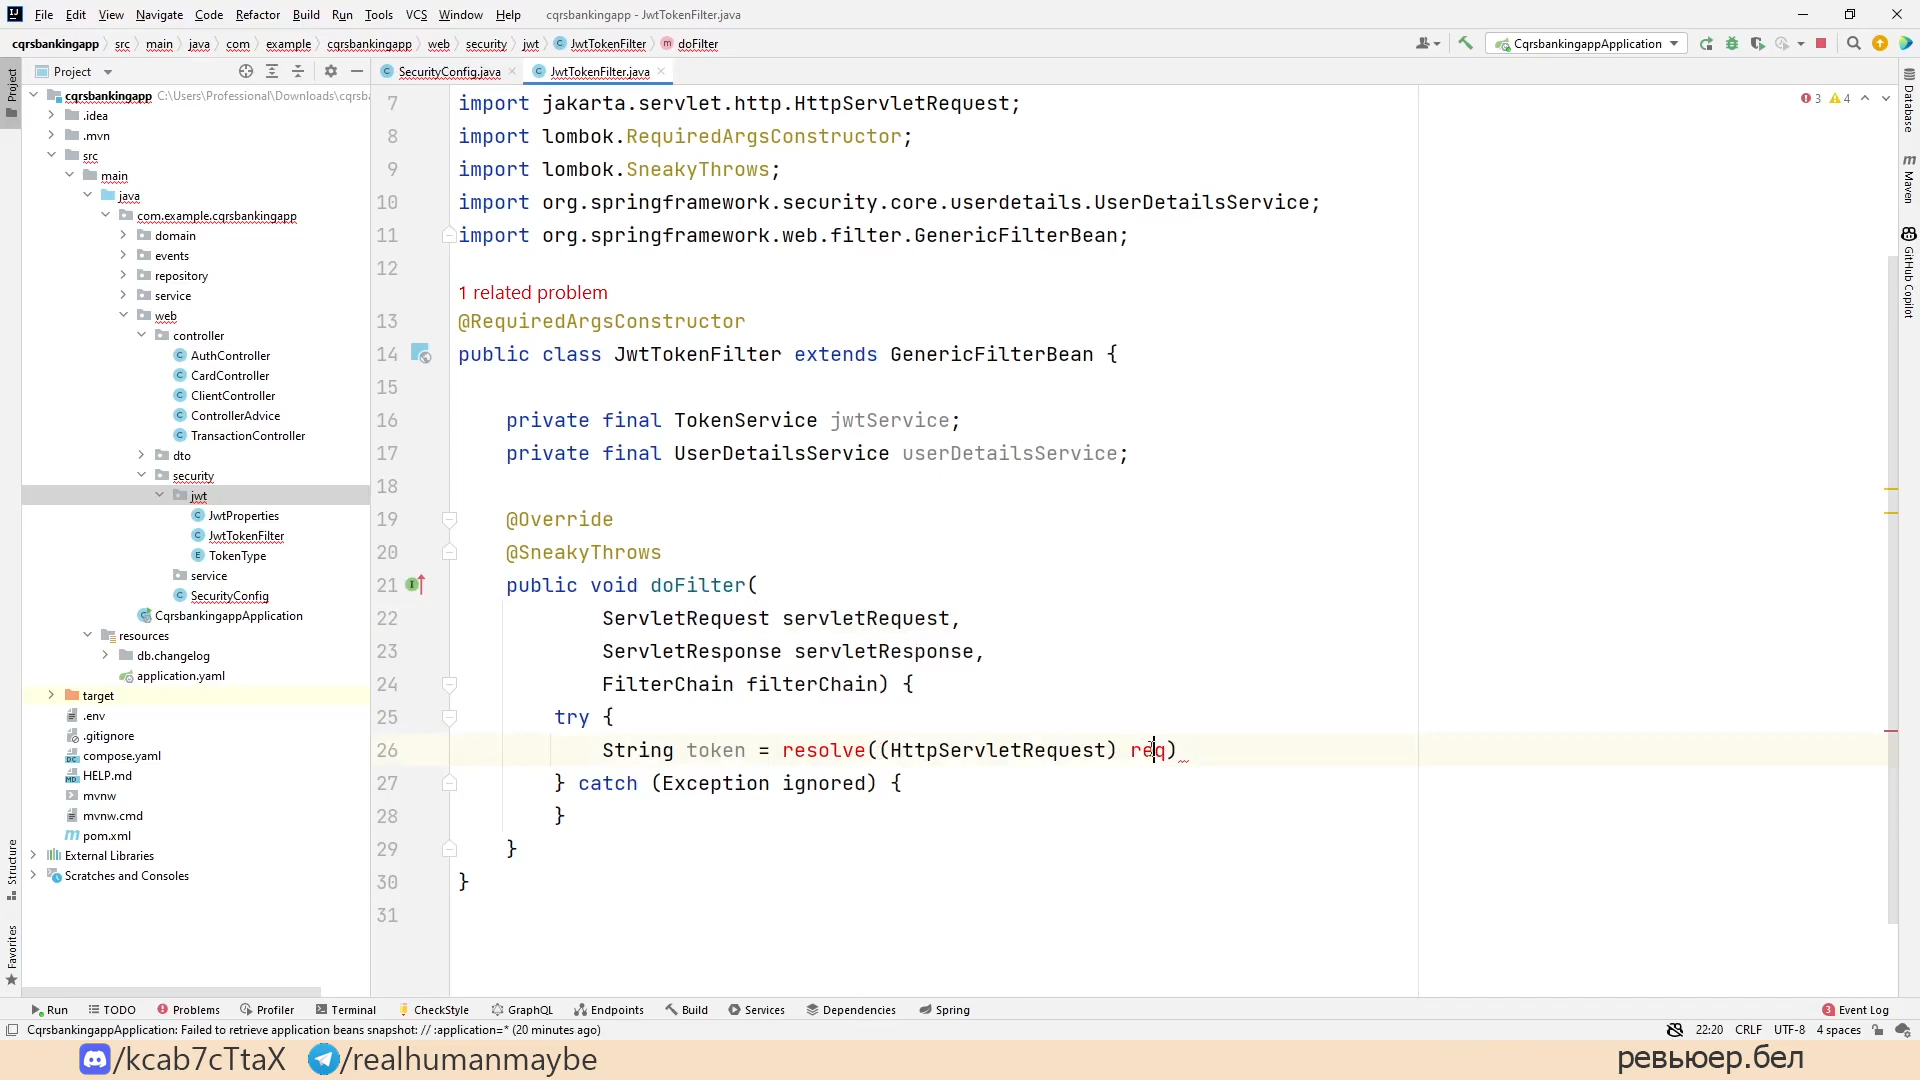 File Edit View Navigate Code Refactor Build Run Tools VCS Window Help cqrsbankingapp - JwtTokenFilter.java
cqrsbankingapp src main java com example cqrsbankingapp web security jwt JwtTokenFilter doFilter CqrsbankingappApplication
Project SecurityConfig.java JwtTokenFilter.java
cqrsbankingapp C:\Users\Professional\Downloads\cqrsb
.idea
.mvn
src
main
java
com.example.cqrsbankingapp
domain
events
repository
service
web
controller
AuthController
CardController
ClientController
ControllerAdvice
TransactionController
dto
security
jwt
JwtProperties
JwtTokenFilter
TokenType
service
SecurityConfig
CqrsbankingappApplication
resources
db.changelog
application.yaml
target
.env
.gitignore
compose.yaml
HELP.md
mvnw
mvnw.cmd
pom.xml
External Libraries
Scratches and Consoles
Project
Structure
Favorites
3 4
7 import jakarta.servlet.http.HttpServletRequest;
8 import lombok.RequiredArgsConstructor;
9 import lombok.SneakyThrows;
10 import org.springframework.security.core.userdetails.UserDetailsService;
11 import org.springframework.web.filter.GenericFilterBean;
12
1 related problem
13 @RequiredArgsConstructor
14 public class JwtTokenFilter extends GenericFilterBean {
15
16 private final TokenService jwtService;
17 private final UserDetailsService userDetailsService;
18
19 @Override
20 @SneakyThrows
21 public void doFilter(
22 ServletRequest servletRequest,
23 ServletResponse servletResponse,
24 FilterChain filterChain) {
25 try {
26 String token = resolve((HttpServletRequest) req)
27 } catch (Exception ignored) {
28 }
29 }
30 }
31
Database
Maven
GitHub Copilot
Run TODO Problems Profiler Terminal CheckStyle GraphQL Endpoints Build Services Dependencies Spring 3 Event Log
CqrsbankingappApplication: Failed to retrieve application beans snapshot: // :application=* (20 minutes ago) 22:20 CRLF UTF-8 4 spaces
/kcab7cTtaX /realhumanmaybe ревьюер.бел